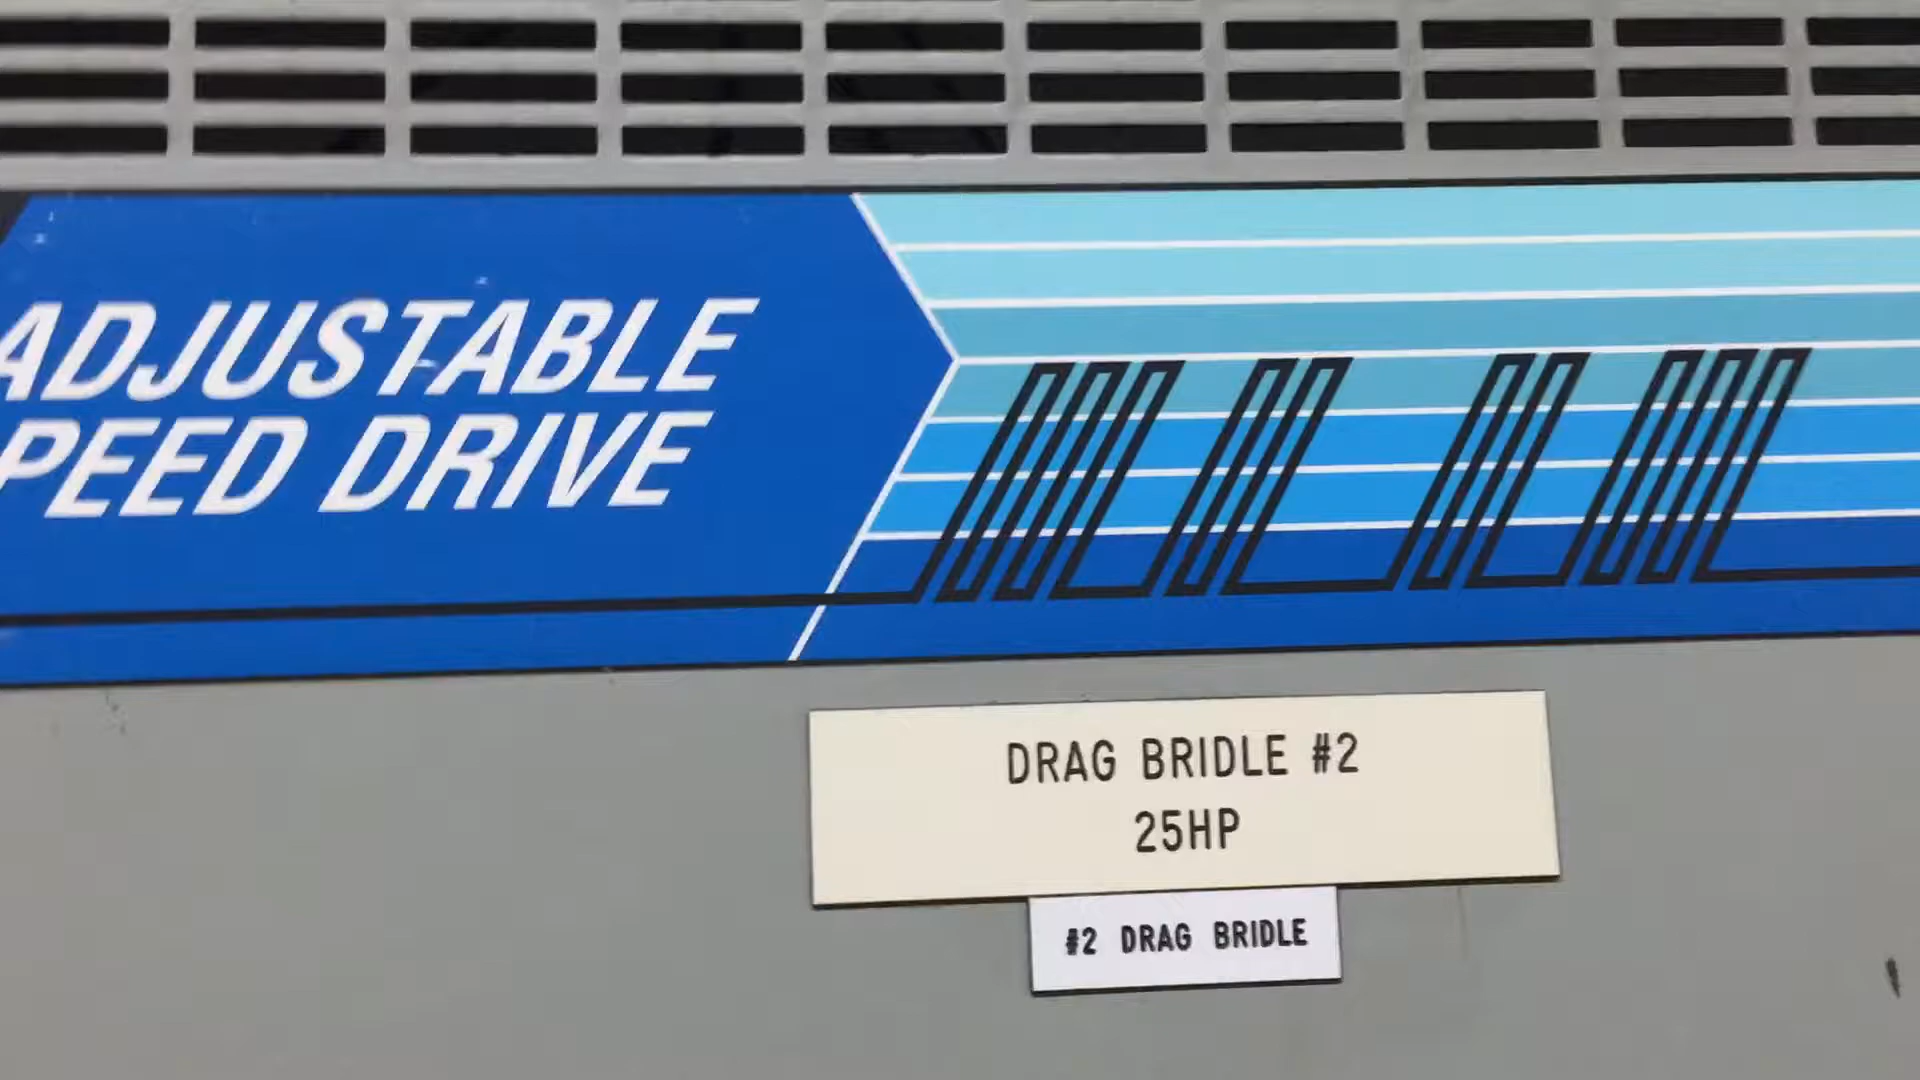 ADJUSTABLE
PEED DRIVE
DRAG BRIDLE #2
25HP
#2 DRAG BRIDLE